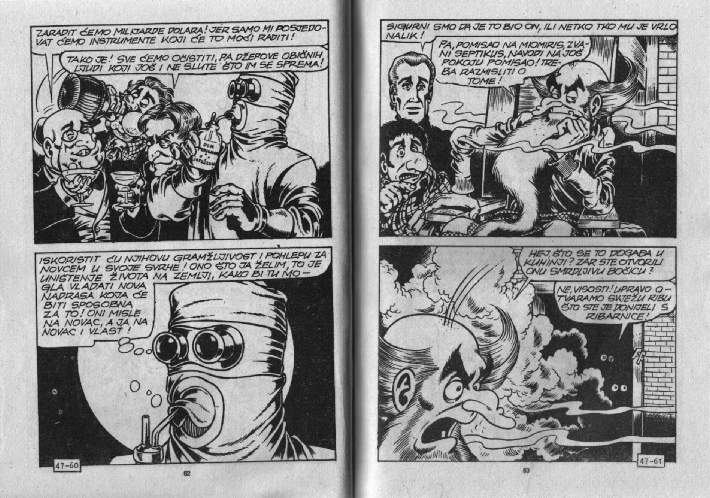 ZARADIT ĆEMO MILIJARDE DOLARA! JER SAMO MI POSJEDO-
VAT ĆEMO INSTRUMENTE KOJI ĆE TO MOĆI RADITI!
TAKO JE! SVE ĆEMO OČISTITI, PA DŽEPOVE OBIČNIH
LJUDI KOJI JOŠ I NE SLUTE ŠTO IM SE SPREMA!
ISKORISTIT ĆU NJIHOVU GRAMŽLJIVOST I POHLEPU ZA
NOVCEM U SVOJE SVRHE! ONO ŠTO JA ŽELIM, TO JE
UNIŠTENJE ŽIVOTA NA ZEMLJI, KAKO BI TU MO-
GLA VLADATI NOVA
NADRASA KOJA ĆE
BITI SPOSOBNA
ZA TO! ONI MISLE
NA NOVAC, A JA NA
NOVAC I VLAST!
47-60
62
SIGURNI SMO DA JE TO BIO ON, ILI NETKO TKO MU JE VRLO
NALIK!
PA, POMISAO NA MIOMIRIS, ZVA-
NI SEPTIKUS, NAVODI NA JOŠ
POKOJU POMISAO! TRE-
BA RAZMISLITI O
TOME!
HEJ, ŠTO SE TO DOGAĐA U
KUHINJI? ZAR STE OTVORILI
ONU SMRDLJIVU BOČICU?
NE, VISOSTI! UPRAVO O-
TVARAMO SVJEŽU RIBU
ŠTO STE JE DONIJELI S
RIBARNICE!
47-61
63